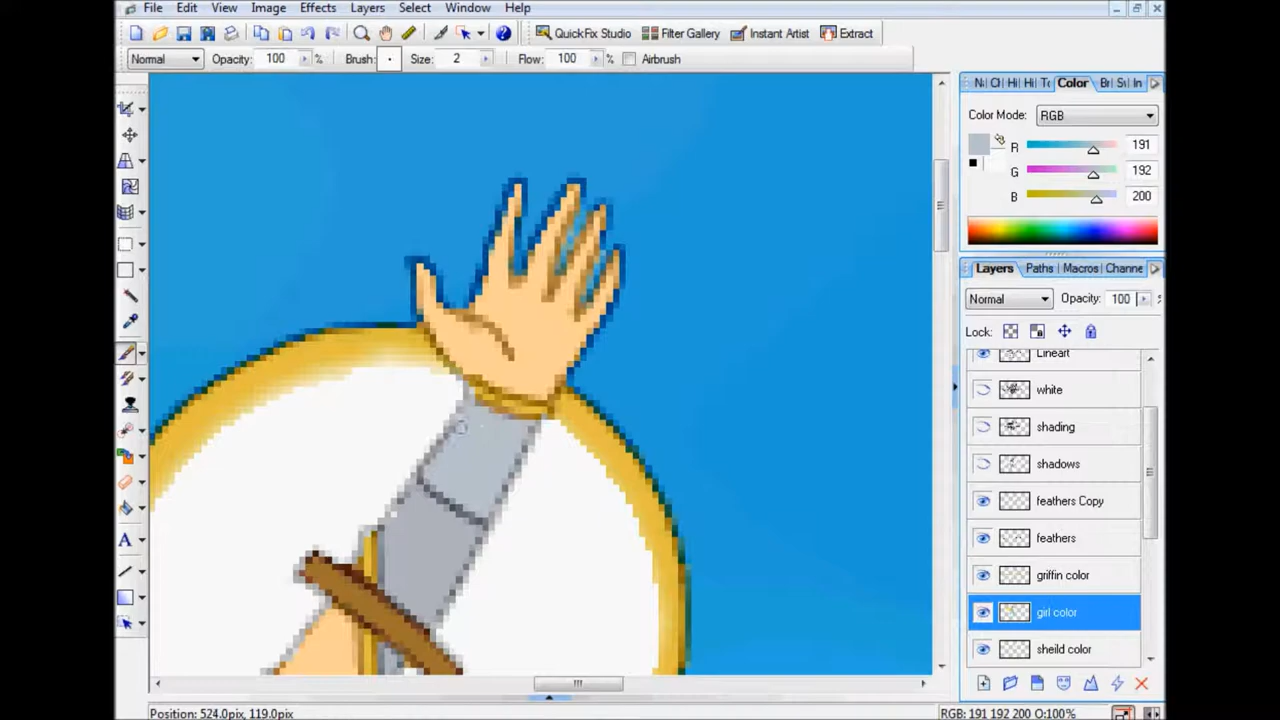 File Edit View Image Effects Layers Select Window Help
QuickFix Studio Filter Gallery Instant Artist Extract
Normal Opacity: 100 % Brush: Size: 2 Flow: 100 % Airbrush
Color
Color Mode: RGB
R 191
G 192
B 200
Layers Paths Macros Channe
Normal Opacity: 100 %
Lock:
Lineart
white
shading
shadows
feathers Copy
feathers
griffin color
girl color
sheild color
Position: 524.0pix, 119.0pix
RGB: 191 192 200 O:100%